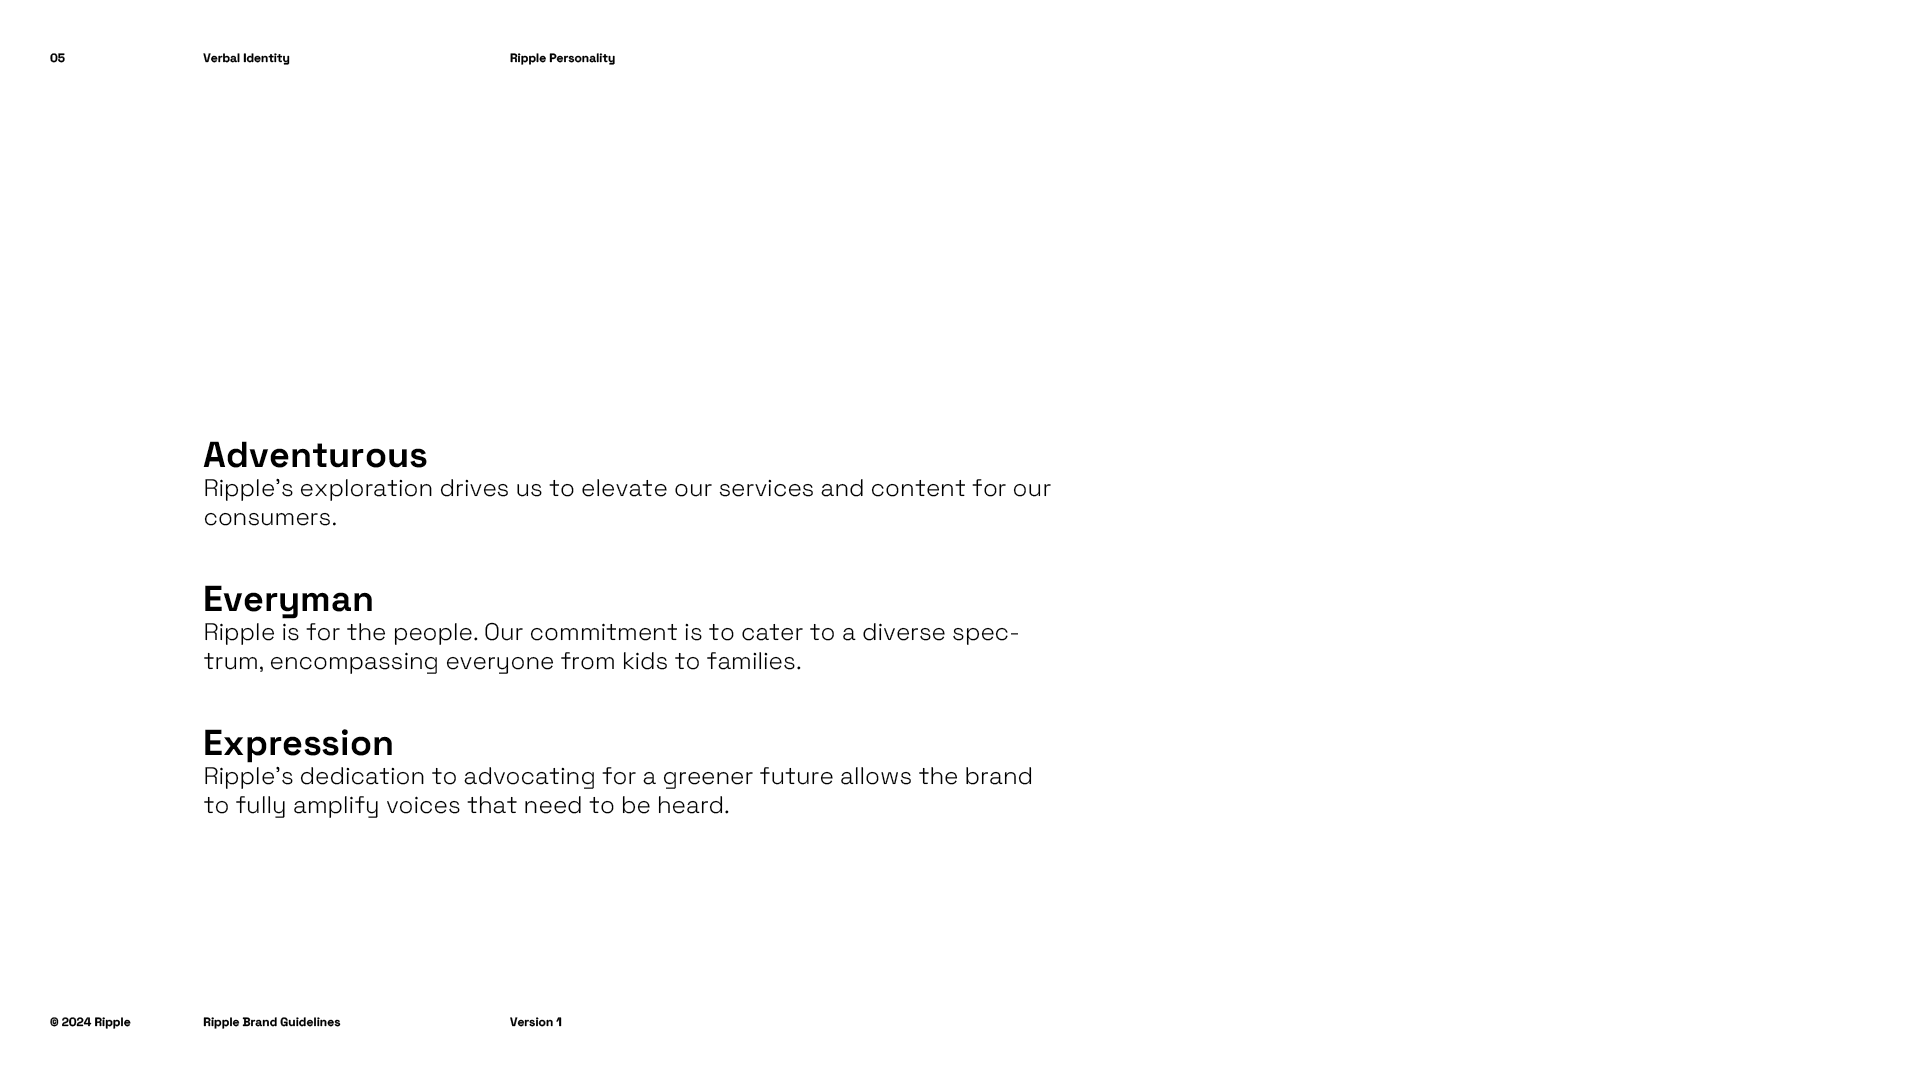 05
Verbal Identity
Ripple Personality
Adventurous
Ripple’s exploration drives us to elevate our services and content for our
consumers.
Everyman
Ripple is for the people. Our commitment is to cater to a diverse spec-
trum, encompassing everyone from kids to families.
Expression
Ripple’s dedication to advocating for a greener future allows the brand
to fully amplify voices that need to be heard.
© 2024 Ripple
Ripple Brand Guidelines
Version 1